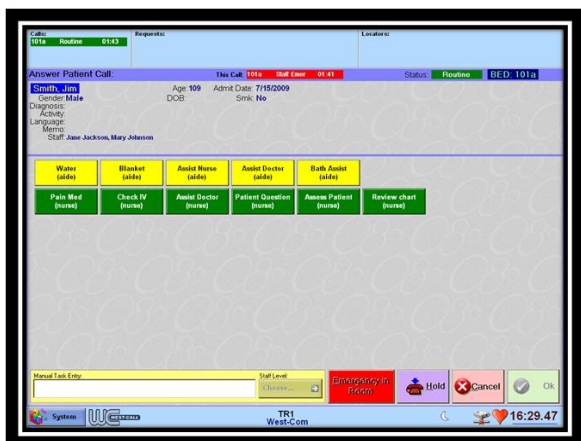 Calls: Requests: Locators:
101a Routine 01:43
Answer Patient Call: This Call: 101a Staff Emer 01:41 Status: Routine BED: 101a
Smith, Jim Age: 109 Admit Date: 7/15/2009
Gender: Male DOB: Smk: No
Diagnosis:
Activity:
Language:
Memo:
Staff: Jane Jackson, Mary Johnson
Water Blanket Assist Nurse Assist Doctor Bath Assist
(aide) (aide) (aide) (aide) (aide)
Pain Med Check IV Assist Doctor Patient Question Assess Patient Review chart
(nurse) (nurse) (nurse) (nurse) (nurse) (nurse)
Manual Task Entry: Staff Level:
Choose...
Emergency in
Room
Hold Cancel Ok
System WC WEST-CALL TR1 16:29.47
West-Com